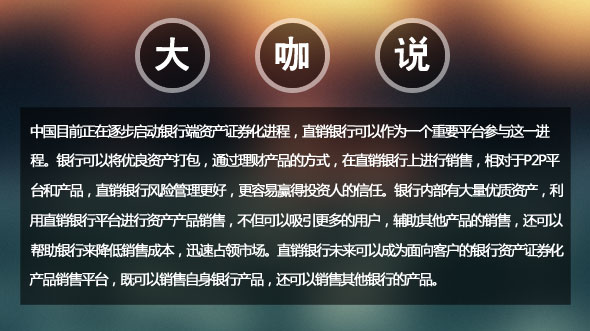 大咖说
中国目前正在逐步启动银行端资产证券化进程，直销银行可以作为一个重要平台参与这一进
程。银行可以将优良资产打包，通过理财产品的方式，在直销银行上进行销售，相对于P2P平
台和产品，直销银行风险管理更好，更容易赢得投资人的信任。银行内部有大量优质资产，利
用直销银行平台进行资产产品销售，不但可以吸引更多的用户，辅助其他产品的销售，还可以
帮助银行来降低销售成本，迅速占领市场。直销银行未来可以成为面向客户的银行资产证券化
产品销售平台，既可以销售自身银行产品，还可以销售其他银行的产品。